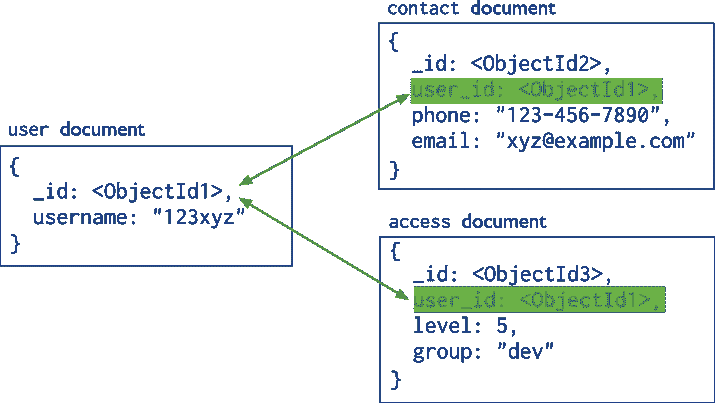 contact document
{
_id: <ObjectId2>,
user_id: <ObjectId1>,
phone: "123-456-7890",
email: "xyz@example.com"
}
user document
{
_id: <ObjectId1>,
username: "123xyz"
}
access document
{
_id: <ObjectId3>,
user_id: <ObjectId1>,
level: 5,
group: "dev"
}